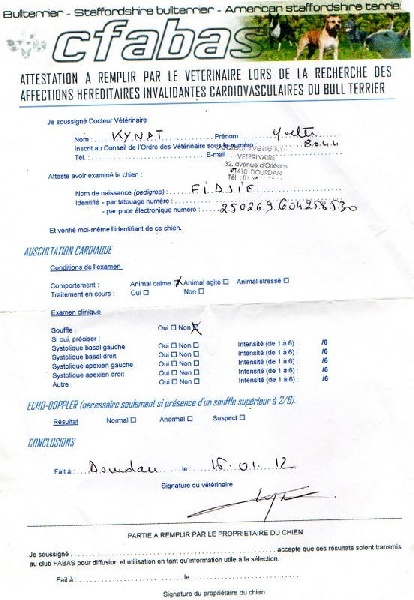 Bullterrier - Staffordshire bullterrier - American staffordshire terrier
cfabas
ATTESTATION A REMPLIR PAR LE VETERINAIRE LORS DE LA RECHERCHE DES
AFFECTIONS HEREDITAIRES INVALIDANTES CARDIOVASCULAIRES DU BULL TERRIER
Je soussigné Docteur Vétérinaire
Nom : KYNAT Prénom Yvette
Inscrit au Conseil de l'Ordre des Vétérinaires sous le numéro
Tél. : E-mail
VETERINAIRE
32, avenue d'Orléans
91410 DOURDAN
Atteste avoir examiné le chien :
Nom de naissance (pedigree) : FIDJIE
Identité - par tatouage numéro :
- par puce électronique numéro : 250269604258530
Et vérifié moi-même l'identifiant de ce chien.
AUSCULTATION CARDIAQUE
Conditions de l'examen
Comportement : Animal calme X Animal agité ☐ Animal stressé ☐
Traitement en cours : Oui ☐ Non ☐
Examen clinique
Souffle : Oui ☐ Non X
Si oui, préciser :
Systolique basal gauche Oui ☐ Non ☐ Intensité (de 1 à 6) : /6
Systolique basal droit Oui ☐ Non ☐ Intensité (de 1 à 6) : /6
Systolique apexien gauche Oui ☐ Non ☐ Intensité (de 1 à 6) : /6
Systolique apexien droit Oui ☐ Non ☐ Intensité (de 1 à 6) : /6
Autre Oui ☐ Non ☐ Intensité (de 1 à 6) : /6
ECHO-DOPPLER (nécessaire seulement si présence d'un souffle supérieur à 2/6).
Résultat Normal ☐ Anormal ☐ Suspect ☐
CONCLUSIONS
Fait à : Dourdan le : 16.01.12
Signature du vétérinaire
PARTIE A REMPLIR PAR LE PROPRIETAIRE DU CHIEN
Je soussigné accepte que ces résultats soient transmis
au club FABAS pour diffusion et utilisation en tant qu'information utile à la sélection.
Fait à le
Signature du propriétaire du chien